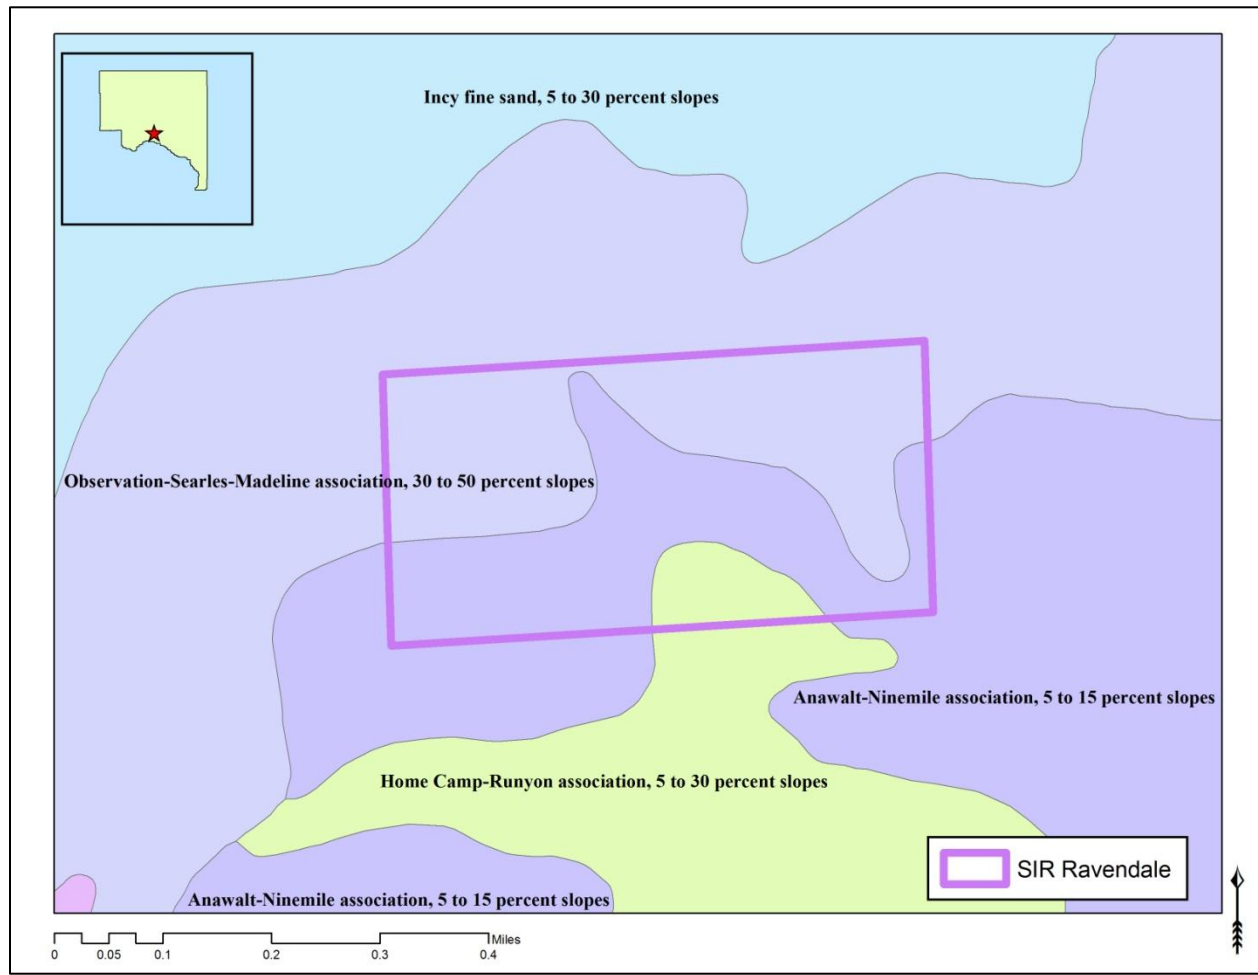 Incy fine sand, 5 to 30 percent slopes
Observation-Searles-Madeline association, 30 to 50 percent slopes
Anawalt-Ninemile association, 5 to 15 percent slopes
Home Camp-Runyon association, 5 to 30 percent slopes
SIR Ravendale
Anawalt-Ninemile association, 5 to 15 percent slopes
Miles
0 0.05 0.1 0.2 0.3 0.4